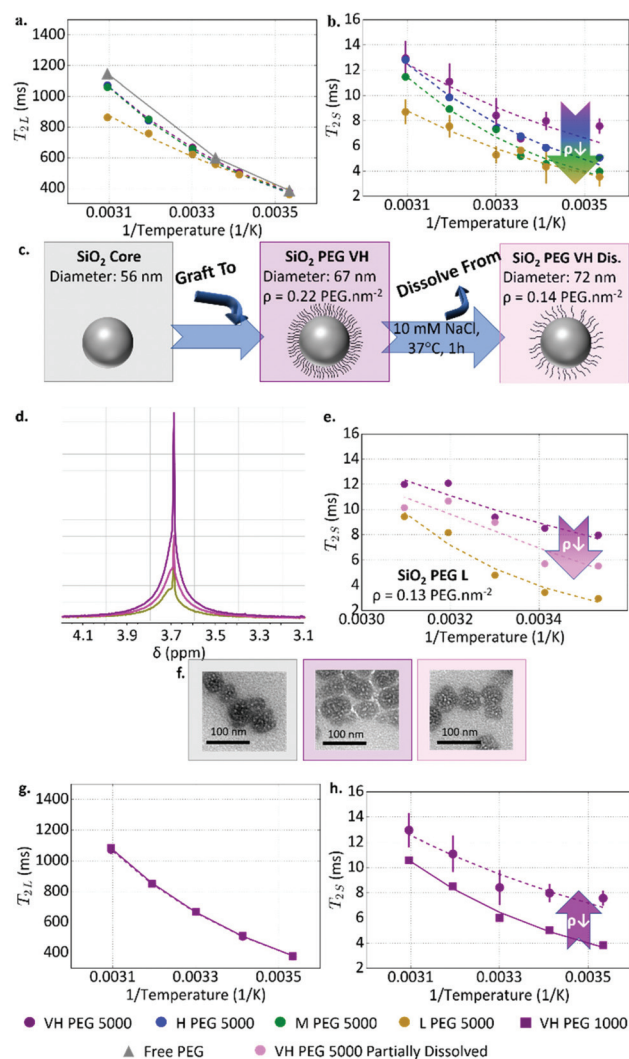 a.
1400
1200
1000
800
600
400
T2L (ms)
0.0031 0.0033 0.0035
1/Temperature (1/K)
b.
16
14
12
10
8
6
4
2
T2S (ms)
ρ↓
0.0031 0.0033 0.0035
1/Temperature (1/K)
c.
SiO2 Core
Diameter: 56 nm
Graft To
SiO2 PEG VH
Diameter: 67 nm
ρ = 0.22 PEG.nm-2
Dissolve From
10 mM NaCl,
37°C, 1h
SiO2 PEG VH Dis.
Diameter: 72 nm
ρ = 0.14 PEG.nm-2
d.
4.1 3.9 3.7 3.5 3.3 3.1
δ (ppm)
e.
16
14
12
10
8
6
4
2
T2S (ms)
ρ↓
SiO2 PEG L
ρ = 0.13 PEG.nm-2
0.0030 0.0032 0.0034
1/Temperature (1/K)
f.
100 nm
100 nm
100 nm
g.
1400
1200
1000
800
600
400
T2L (ms)
0.0031 0.0033 0.0035
1/Temperature (1/K)
h.
16
14
12
10
8
6
4
2
T2S (ms)
ρ↓
0.0031 0.0033 0.0035
1/Temperature (1/K)
VH PEG 5000 H PEG 5000 M PEG 5000 L PEG 5000 VH PEG 1000
Free PEG VH PEG 5000 Partially Dissolved